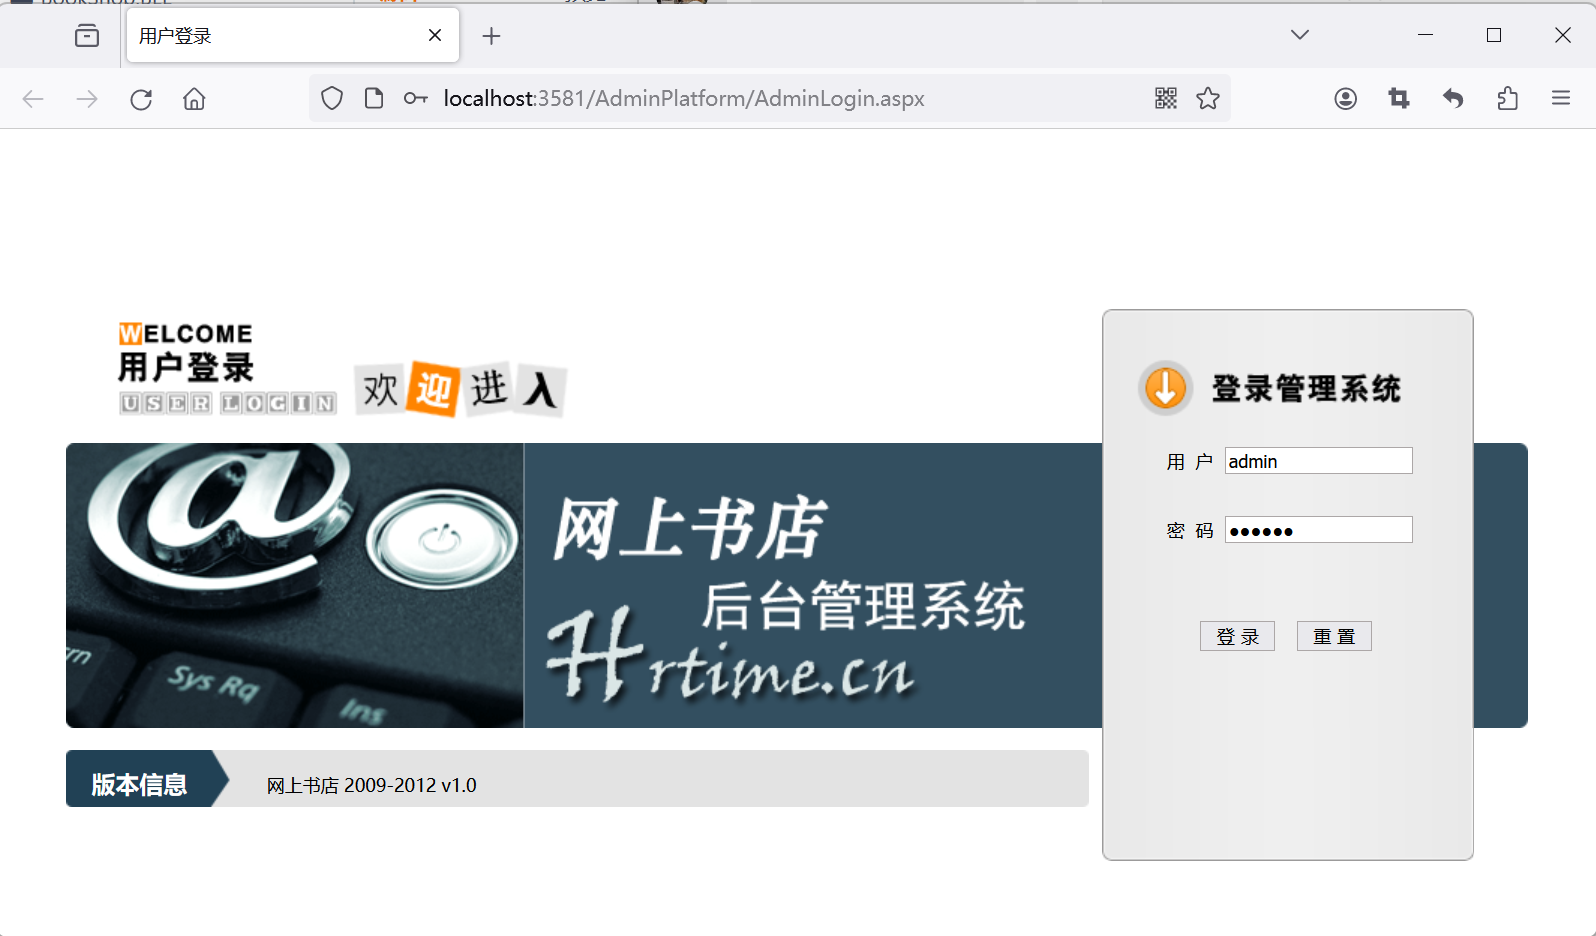 用户登录
localhost:3581/AdminPlatform/AdminLogin.aspx
WELCOME
用户登录
USER LOGIN
欢迎进入
登录管理系统
用 户 admin
密 码 ●●●●●●
登 录 重 置
网上书店
后台管理系统
Hrtime.cn
Sys Rq
Ins
版本信息
网上书店 2009-2012 v1.0